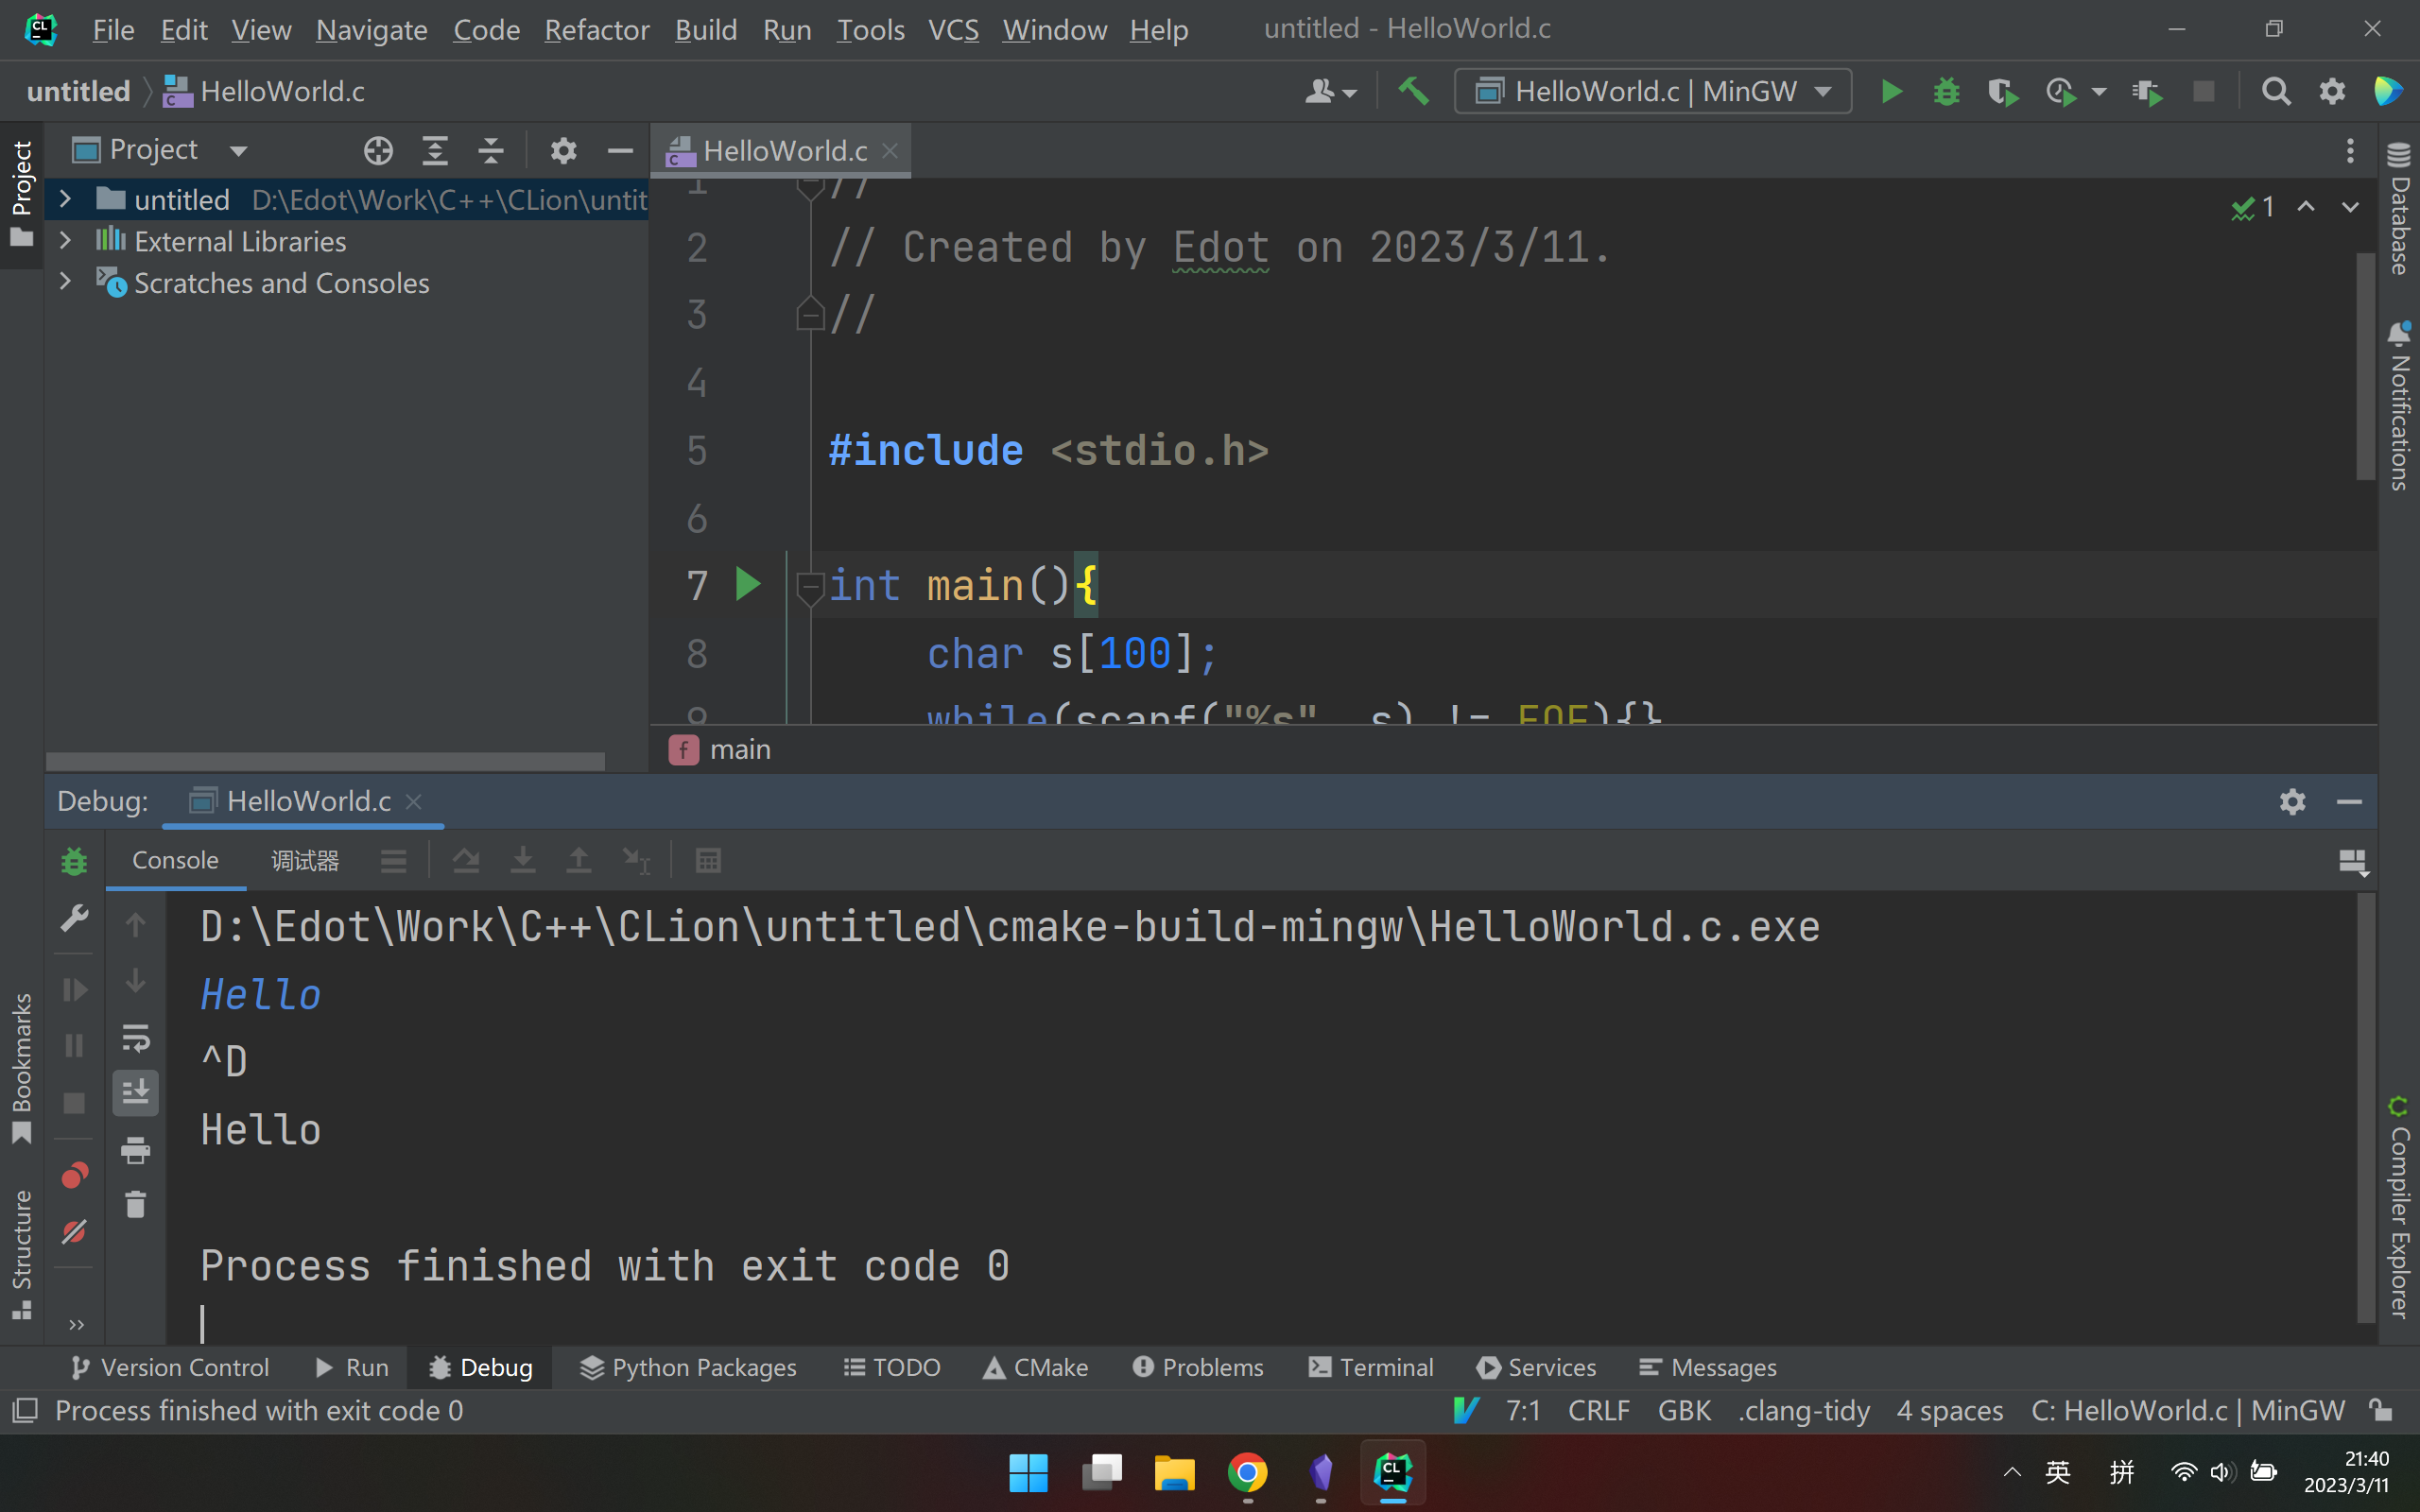 File Edit View Navigate Code Refactor Build Run Tools VCS Window Help untitled - HelloWorld.c
untitled HelloWorld.c HelloWorld.c | MinGW
Project
Project
untitled D:\Edot\Work\C++\CLion\untit
External Libraries
Scratches and Consoles
HelloWorld.c
1 //
2 // Created by Edot on 2023/3/11.
3 //
4
5 #include <stdio.h>
6
7 int main(){
8 char s[100];
9 while(scanf("%s", s) != EOF){}
1
main
Database
Notifications
Compiler Explorer
Bookmarks
Structure
Debug: HelloWorld.c
Console 调试器
D:\Edot\Work\C++\CLion\untitled\cmake-build-mingw\HelloWorld.c.exe
Hello
^D
Hello
Process finished with exit code 0
Version Control Run Debug Python Packages TODO CMake Problems Terminal Services Messages
Process finished with exit code 0 7:1 CRLF GBK .clang-tidy 4 spaces C: HelloWorld.c | MinGW
英 拼 21:40
2023/3/11